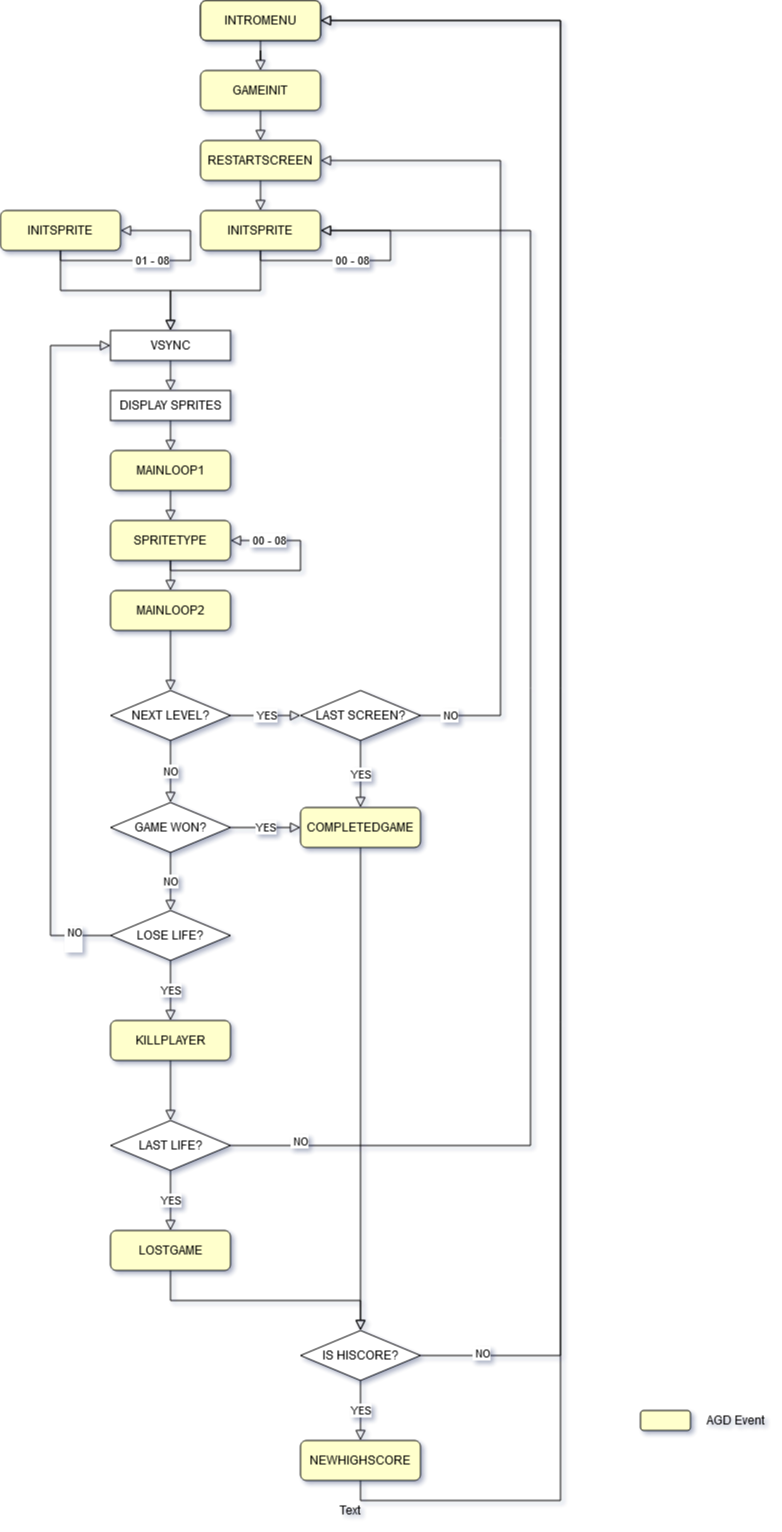 INTROMENU
GAMEINIT
RESTARTSCREEN
INITSPRITE
INITSPRITE
01 - 08
00 - 08
VSYNC
DISPLAY SPRITES
MAINLOOP1
SPRITETYPE
00 - 08
MAINLOOP2
NEXT LEVEL?
YES
LAST SCREEN?
NO
NO
YES
GAME WON?
YES
COMPLETEDGAME
NO
NO
LOSE LIFE?
YES
KILLPLAYER
LAST LIFE?
NO
YES
LOSTGAME
IS HISCORE?
NO
YES
AGD Event
NEWHIGHSCORE
Text